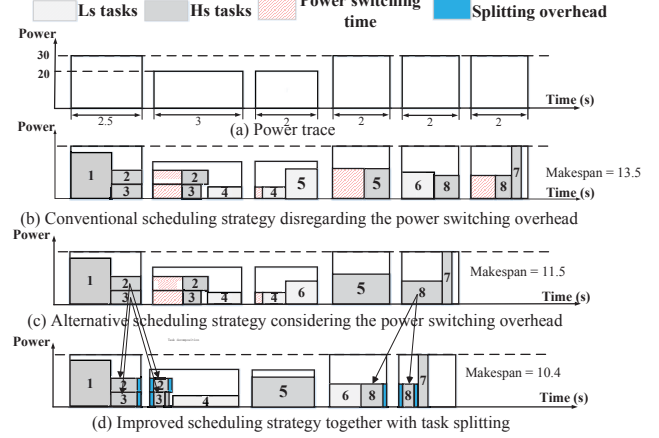 Ls tasks Hs tasks Power switching time Splitting overhead
Power
30
20
Time (s)
2.5 3 2 2 2 2
(a) Power trace
Power
1 2 3 2 3 4 4 5 5 6 8 8 7
Makespan = 13.5
Time (s)
(b) Conventional scheduling strategy disregarding the power switching overhead
Power
1 2 3 2 3 4 4 6 5 8 7
Makespan = 11.5
Time (s)
(c) Alternative scheduling strategy considering the power switching overhead
Power
1 2 3 2 3 4 5 6 8 8 7
Makespan = 10.4
Time (s)
(d) Improved scheduling strategy together with task splitting